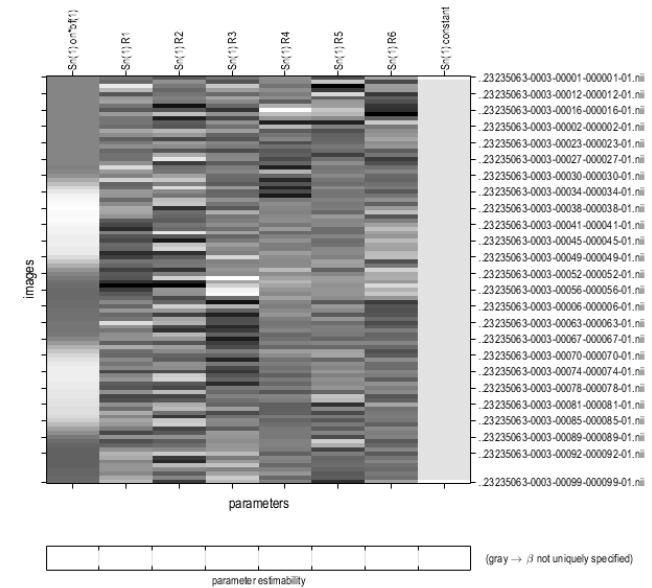 Sn(1) on*bf(1)
Sn(1) R1
Sn(1) R2
Sn(1) R3
Sn(1) R4
Sn(1) R5
Sn(1) R6
Sn(1) constant
images
..23235063-0003-00001-000001-01.nii
..23235063-0003-00012-000012-01.nii
..23235063-0003-00016-000016-01.nii
..23235063-0003-00002-000002-01.nii
..23235063-0003-00023-000023-01.nii
..23235063-0003-00027-000027-01.nii
..23235063-0003-00030-000030-01.nii
..23235063-0003-00034-000034-01.nii
..23235063-0003-00038-000038-01.nii
..23235063-0003-00041-000041-01.nii
..23235063-0003-00045-000045-01.nii
..23235063-0003-00049-000049-01.nii
..23235063-0003-00052-000052-01.nii
..23235063-0003-00056-000056-01.nii
..23235063-0003-00006-000006-01.nii
..23235063-0003-00063-000063-01.nii
..23235063-0003-00067-000067-01.nii
..23235063-0003-00070-000070-01.nii
..23235063-0003-00074-000074-01.nii
..23235063-0003-00078-000078-01.nii
..23235063-0003-00081-000081-01.nii
..23235063-0003-00085-000085-01.nii
..23235063-0003-00089-000089-01.nii
..23235063-0003-00092-000092-01.nii
..23235063-0003-00099-000099-01.nii
parameters
(gray → β not uniquely specified)
parameter estimability